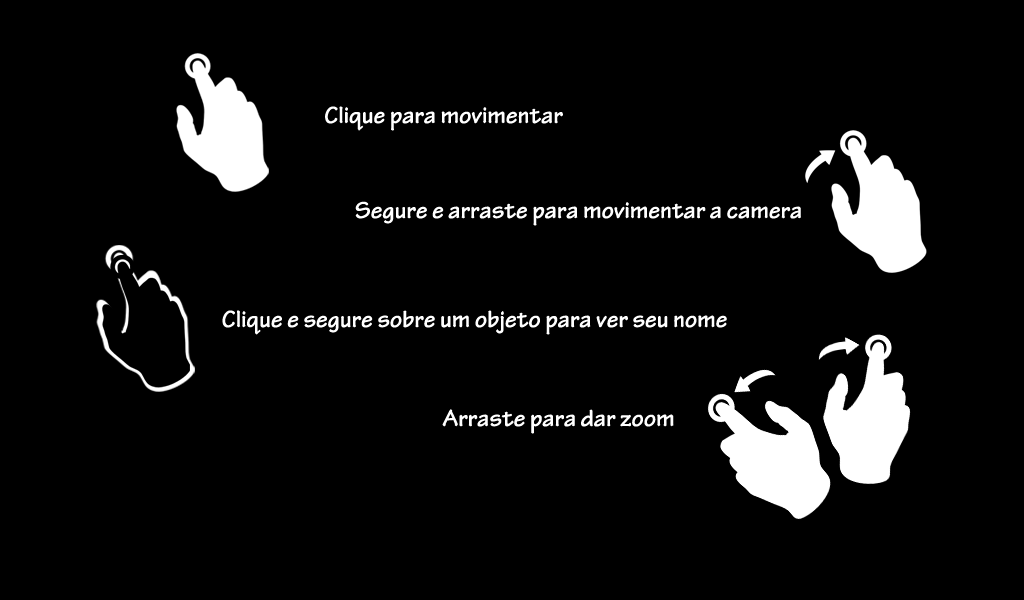 Clique para movimentar
Segure e arraste para movimentar a camera
Clique e segure sobre um objeto para ver seu nome
Arraste para dar zoom